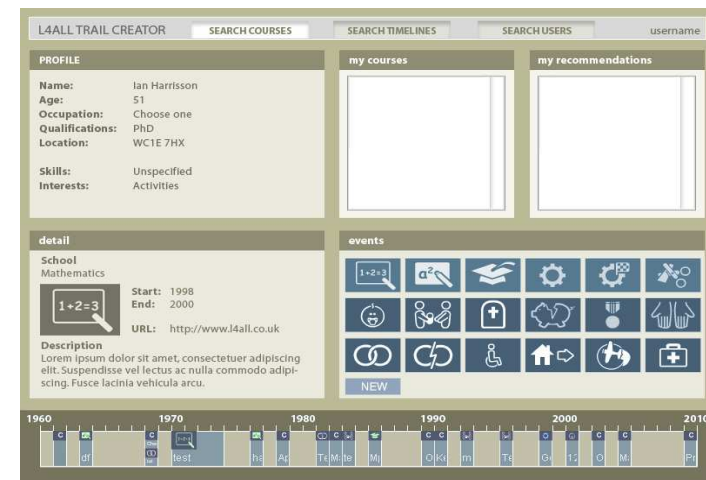 L4ALL TRAIL CREATOR SEARCH COURSES SEARCH TIMELINES SEARCH USERS username
PROFILE
Name: Ian Harrisson
Age: 51
Occupation: Choose one
Qualifications: PhD
Location: WC1E 7HX
Skills: Unspecified
Interests: Activities
my courses
my recommendations
detail
School
Mathematics
1+2=3
Start: 1998
End: 2000
URL: http://www.l4all.co.uk
Description
Lorem ipsum dolor sit amet, consectetuer adipiscing
elit. Suspendisse vel lectus ac nulla commodo adipi-
scing. Fusce lacinia vehicula arcu.
events
1+2=3
NEW
1960 1970 1980 1990 2000 2010
C C C C C C C C C C
df test